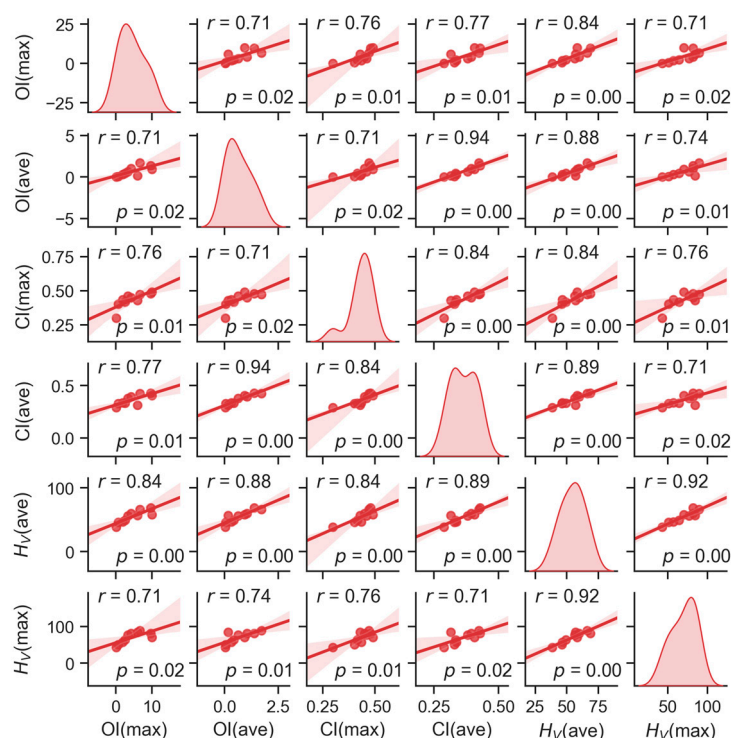 25
0
−25
OI(max)
r = 0.71
p = 0.02
r = 0.76
p = 0.01
r = 0.77
p = 0.01
r = 0.84
p = 0.00
r = 0.71
p = 0.02
5
0
−5
OI(ave)
r = 0.71
p = 0.02
r = 0.71
p = 0.02
r = 0.94
p = 0.00
r = 0.88
p = 0.00
r = 0.74
p = 0.01
0.75
0.50
0.25
CI(max)
r = 0.76
p = 0.01
r = 0.71
p = 0.02
r = 0.84
p = 0.00
r = 0.84
p = 0.00
r = 0.76
p = 0.01
0.5
0.0
CI(ave)
r = 0.77
p = 0.01
r = 0.94
p = 0.00
r = 0.84
p = 0.00
r = 0.89
p = 0.00
r = 0.71
p = 0.02
100
0
HV(ave)
r = 0.84
p = 0.00
r = 0.88
p = 0.00
r = 0.84
p = 0.00
r = 0.89
p = 0.00
r = 0.92
p = 0.00
100
0
HV(max)
r = 0.71
p = 0.02
r = 0.74
p = 0.01
r = 0.76
p = 0.01
r = 0.71
p = 0.02
r = 0.92
p = 0.00
0 10
OI(max)
0.0 2.5
OI(ave)
0.25 0.50
CI(max)
0.25 0.50
CI(ave)
25 50 75
HV(ave)
50 100
HV(max)